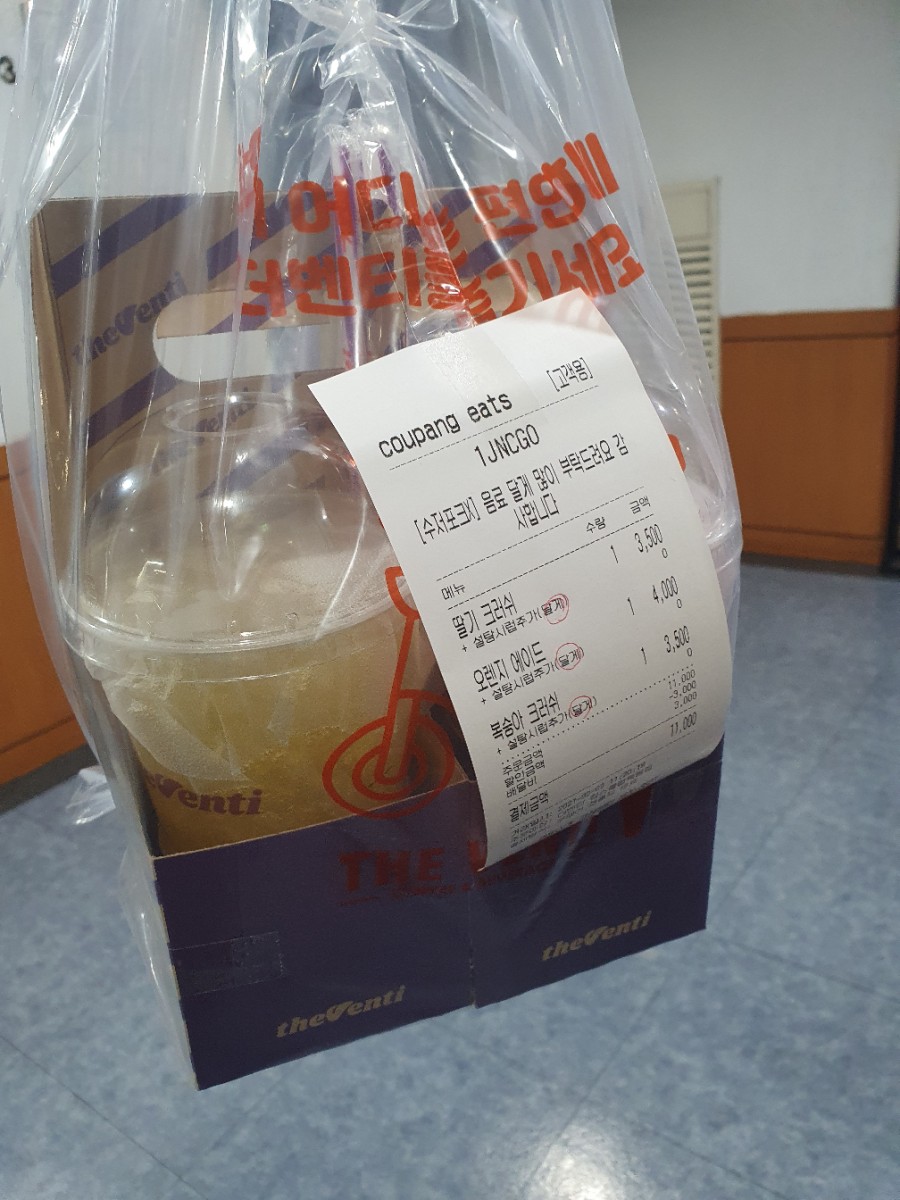 3
어디 편하게
더벤티 즐기세요
theVenti
theVenti
coupang eats [고객용]
1JNCGO
[수저포크X] 음료 달게 많이 부탁드려요 감
사합니다
메뉴 수량 금액
딸기 크러쉬 1 3,500
+ 설탕시럽추가(달게) 0
오렌지 에이드 1 4,000
+ 설탕시럽추가(달게) 0
복숭아 크러쉬 1 3,500
+ 설탕시럽추가(달게) 0
주문금액 11,000
할인금액 -3,000
배달비 3,000
결제금액 11,000
theVenti
THE
theVenti
theVenti